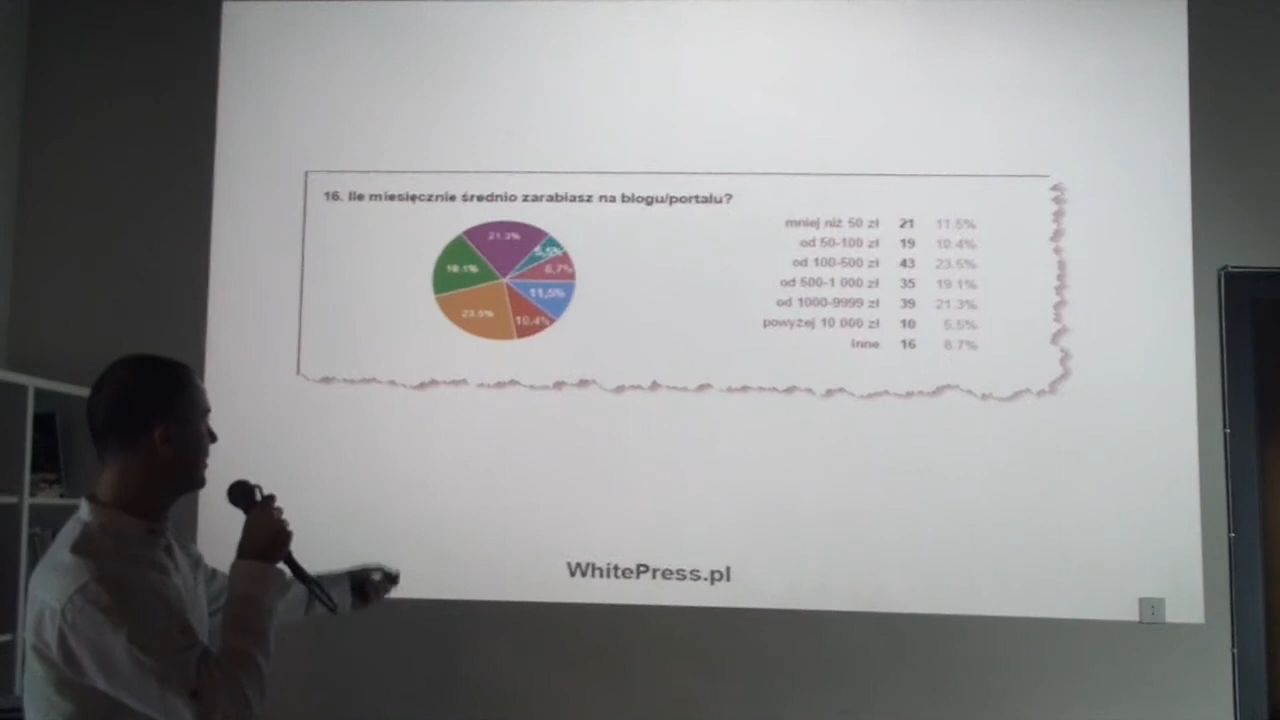 16. Ile miesięcznie średnio zarabiasz na blogu/portalu?
21.3%
5,5%
8,7%
19.1%
11,5%
23.5%
10,4%
mniej niż 50 zł 21 11.5%
od 50-100 zł 19 10.4%
od 100-500 zł 43 23.5%
od 500-1 000 zł 35 19.1%
od 1000-9999 zł 39 21.3%
powyżej 10 000 zł 10 5.5%
Inne 16 8.7%
WhitePress.pl